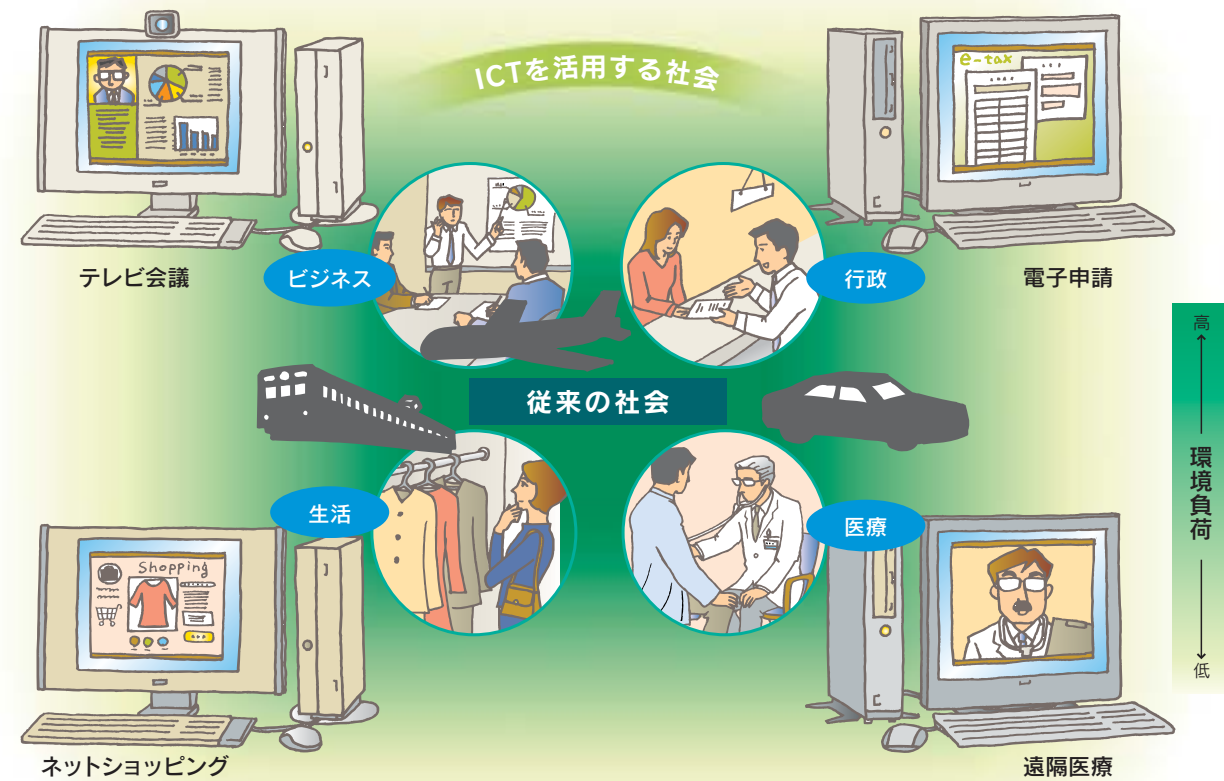 ICTを活用する社会
e-tax
テレビ会議
ビジネス
行政
電子申請
高
環境負荷
低
従来の社会
生活
医療
Shopping
ネットショッピング
遠隔医療